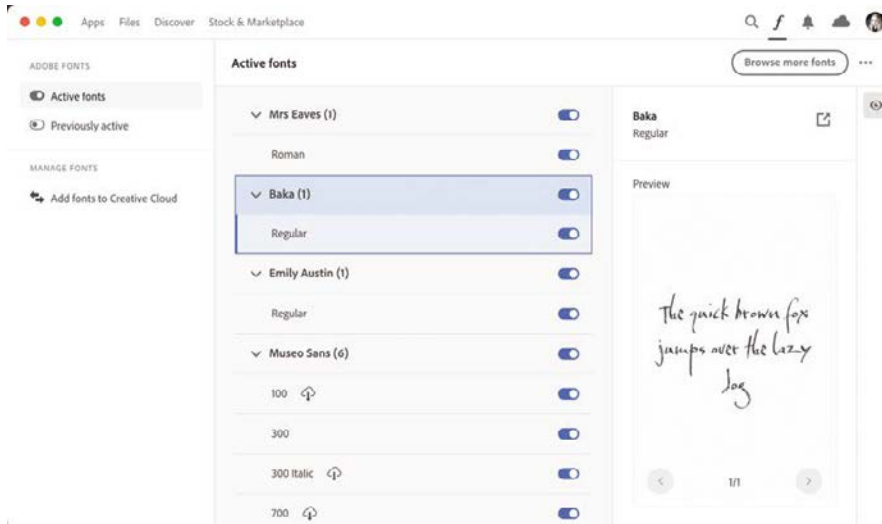 Apps Files Discover Stock & Marketplace
ADOBE FONTS
Active fonts
Previously active
MANAGE FONTS
Add fonts to Creative Cloud
Active fonts
Browse more fonts
Mrs Eaves (1)
Roman
Baka (1)
Regular
Emily Austin (1)
Regular
Museo Sans (6)
100
300
300 Italic
700
Baka
Regular
Preview
The quick brown fox
jumps over the lazy
dog
1/1